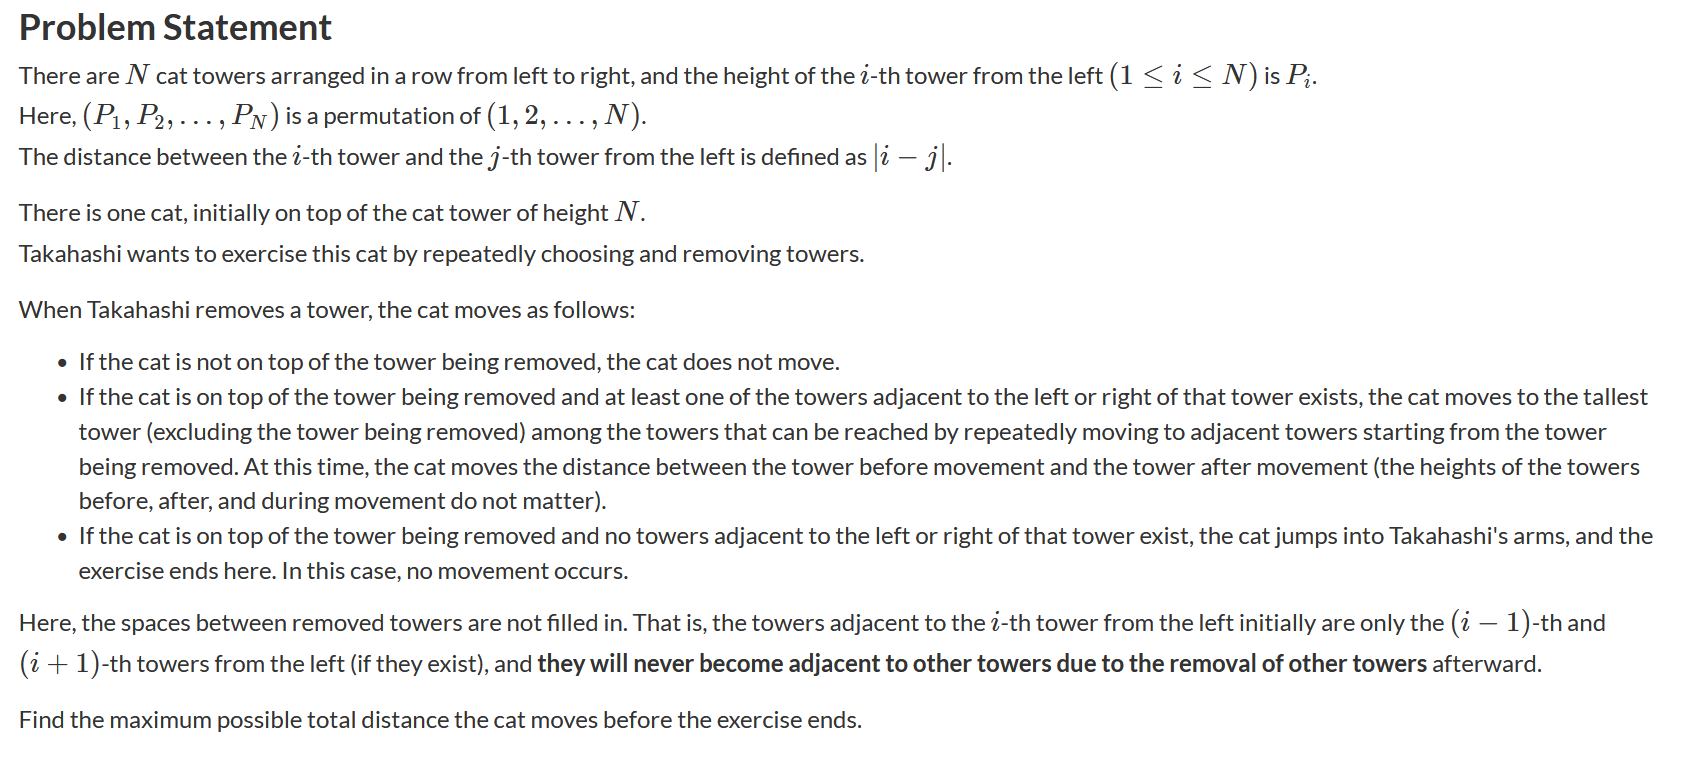 Problem Statement
There are N cat towers arranged in a row from left to right, and the height of the i-th tower from the left (1 ≤ i ≤ N) is P_i.
Here, (P_1, P_2, . . . , P_N) is a permutation of (1, 2, . . . , N).
The distance between the i-th tower and the j-th tower from the left is defined as |i − j|.
There is one cat, initially on top of the cat tower of height N.
Takahashi wants to exercise this cat by repeatedly choosing and removing towers.
When Takahashi removes a tower, the cat moves as follows:
• If the cat is not on top of the tower being removed, the cat does not move.
• If the cat is on top of the tower being removed and at least one of the towers adjacent to the left or right of that tower exists, the cat moves to the tallest
tower (excluding the tower being removed) among the towers that can be reached by repeatedly moving to adjacent towers starting from the tower
being removed. At this time, the cat moves the distance between the tower before movement and the tower after movement (the heights of the towers
before, after, and during movement do not matter).
• If the cat is on top of the tower being removed and no towers adjacent to the left or right of that tower exist, the cat jumps into Takahashi's arms, and the
exercise ends here. In this case, no movement occurs.
Here, the spaces between removed towers are not filled in. That is, the towers adjacent to the i-th tower from the left initially are only the (i − 1)-th and
(i + 1)-th towers from the left (if they exist), and they will never become adjacent to other towers due to the removal of other towers afterward.
Find the maximum possible total distance the cat moves before the exercise ends.